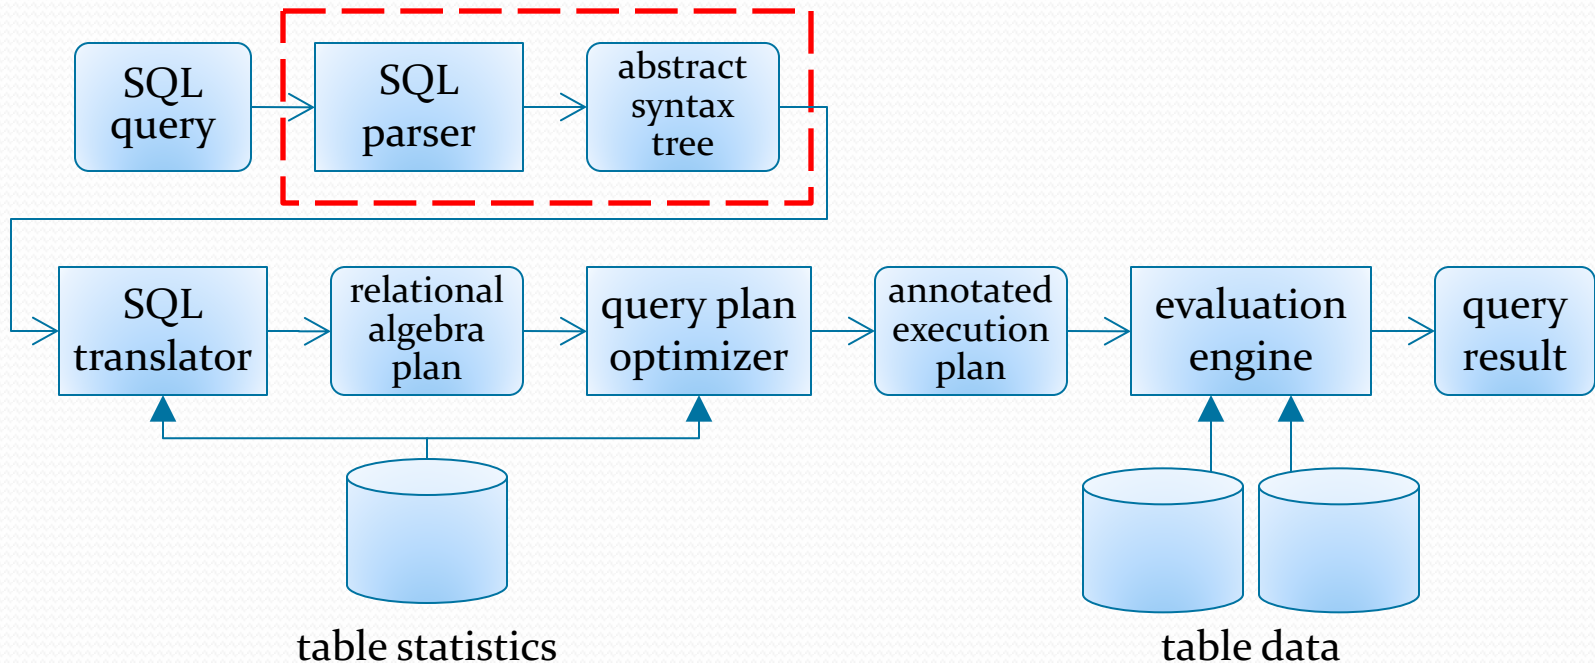 SQL
query
SQL
parser
abstract
syntax
tree
SQL
translator
relational
algebra
plan
query plan
optimizer
annotated
execution
plan
evaluation
engine
query
result
table statistics
table data